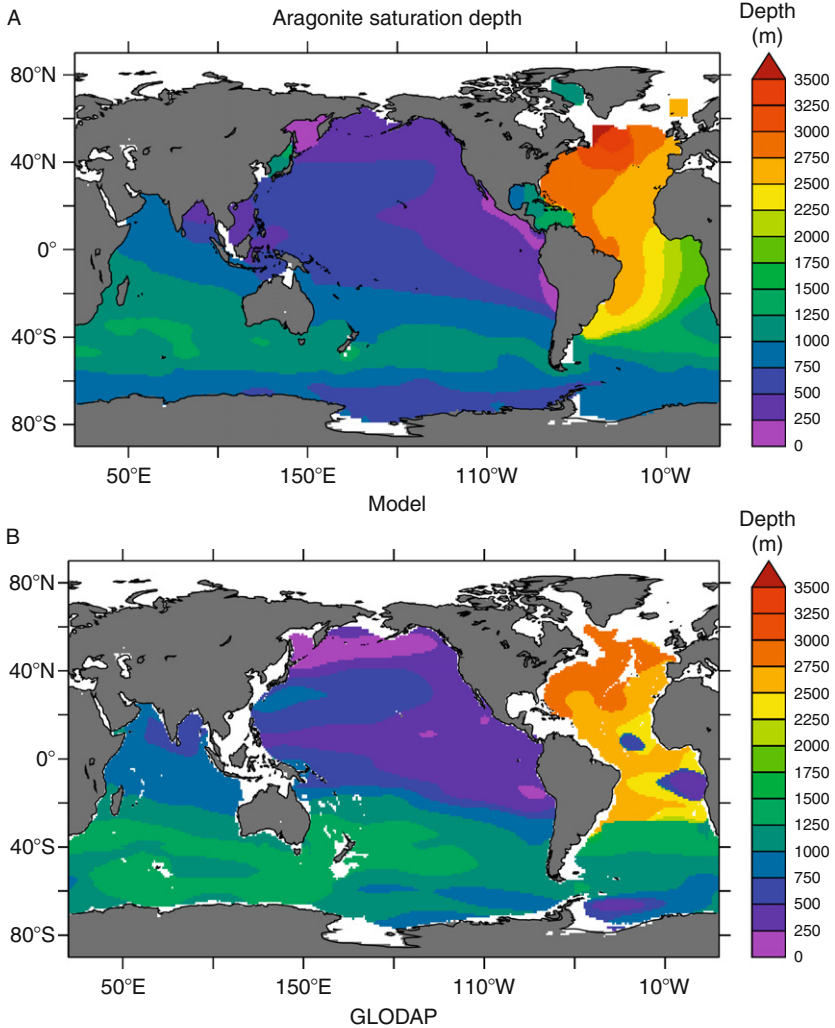 A
Aragonite saturation depth
Depth
(m)
80°N
40°N
0°
40°S
80°S
3500
3250
3000
2750
2500
2250
2000
1750
1500
1250
1000
750
500
250
0
50°E
150°E
110°W
10°W
Model
B
Depth
(m)
80°N
40°N
0°
40°S
80°S
3500
3250
3000
2750
2500
2250
2000
1750
1500
1250
1000
750
500
250
0
50°E
150°E
110°W
10°W
GLODAP